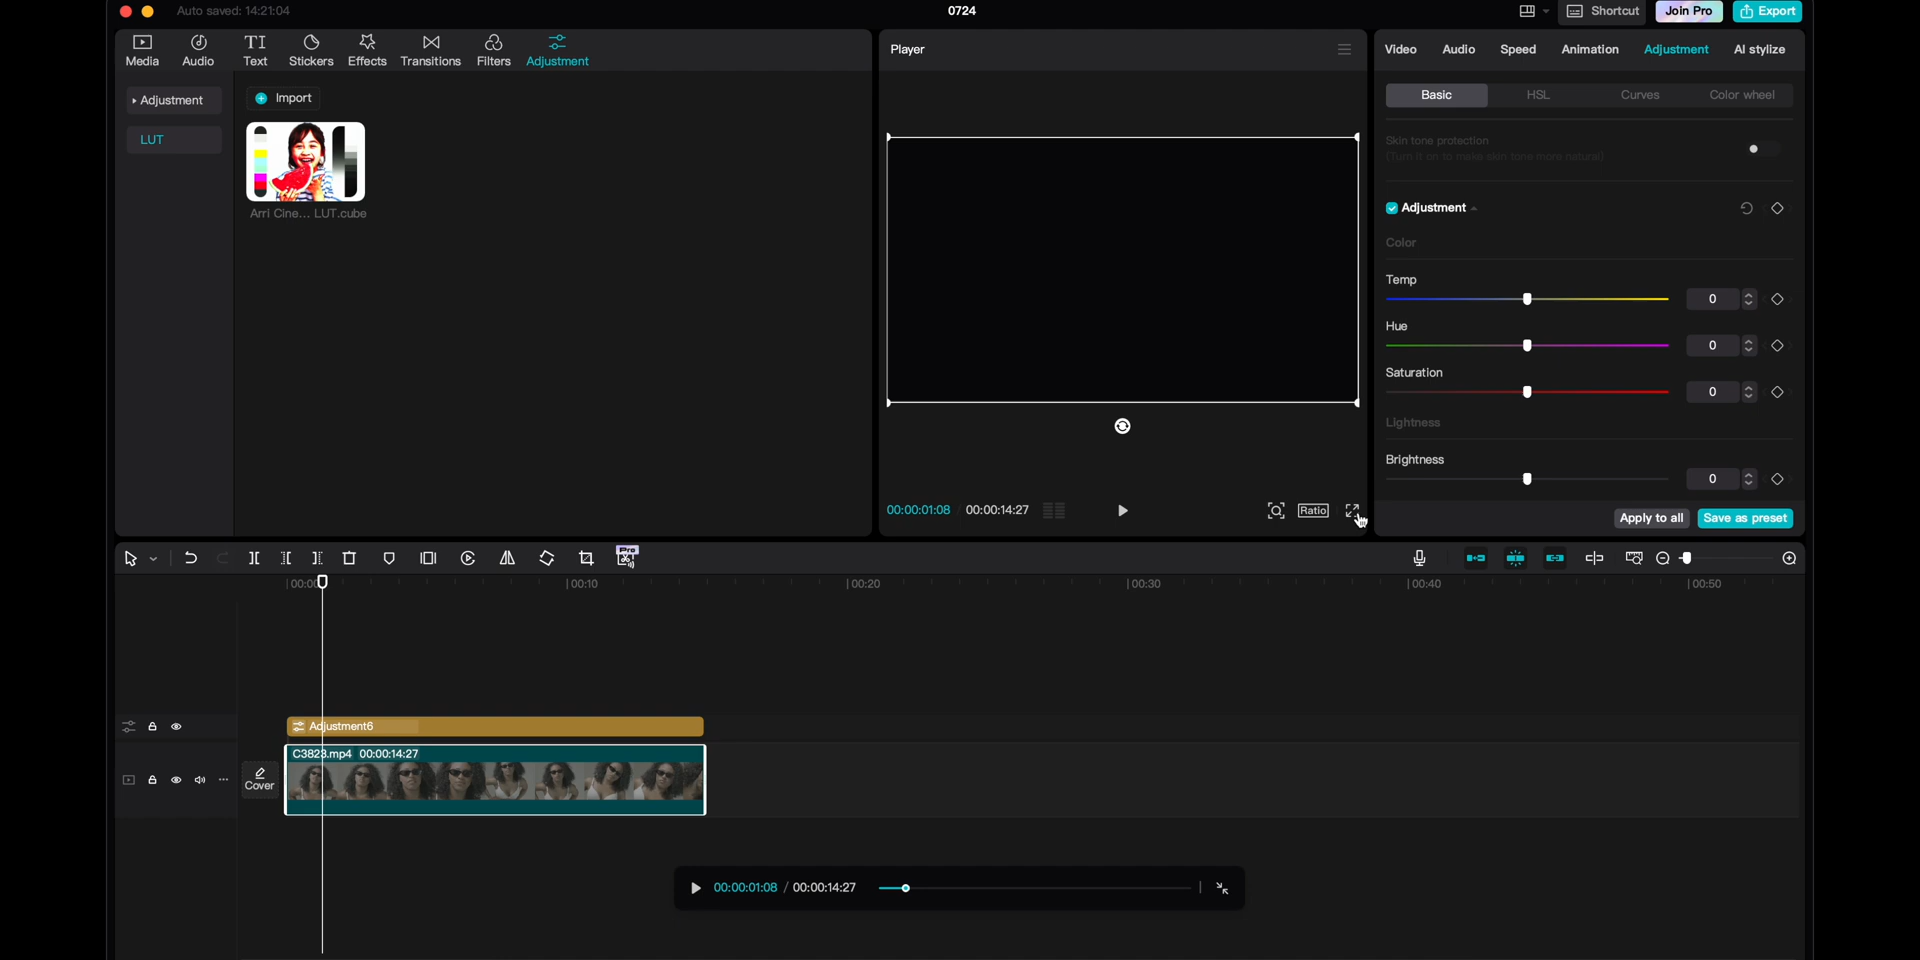 Auto saved: 14:21:04
0724
Shortcut
Join Pro
Export
Media
Audio
Text
Stickers
Effects
Transitions
Filters
Adjustment
Adjustment
LUT
Import
Arri Cine... LUT.cube
Player
00:00:01:08 / 00:00:14:27
Ratio
Video
Audio
Speed
Animation
Adjustment
AI stylize
Basic
HSL
Curves
Color wheel
Skin tone protection
(Turn it on to make skin tone more natural)
Adjustment
Color
Temp
0
Hue
0
Saturation
0
Lightness
Brightness
0
Apply to all
Save as preset
Pro
00:00
00:10
00:20
00:30
00:40
00:50
Adjustment6
C3823.mp4 00:00:14:27
Cover
00:00:01:08 / 00:00:14:27